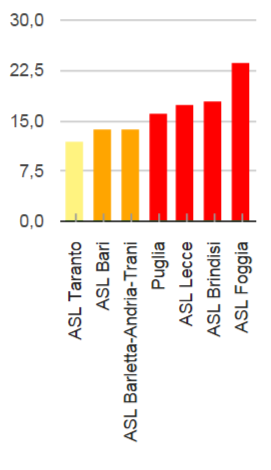 30,0
22,5
15,0
7,5
0,0
ASL Taranto
ASL Bari
ASL Barletta-Andria-Trani
Puglia
ASL Lecce
ASL Brindisi
ASL Foggia